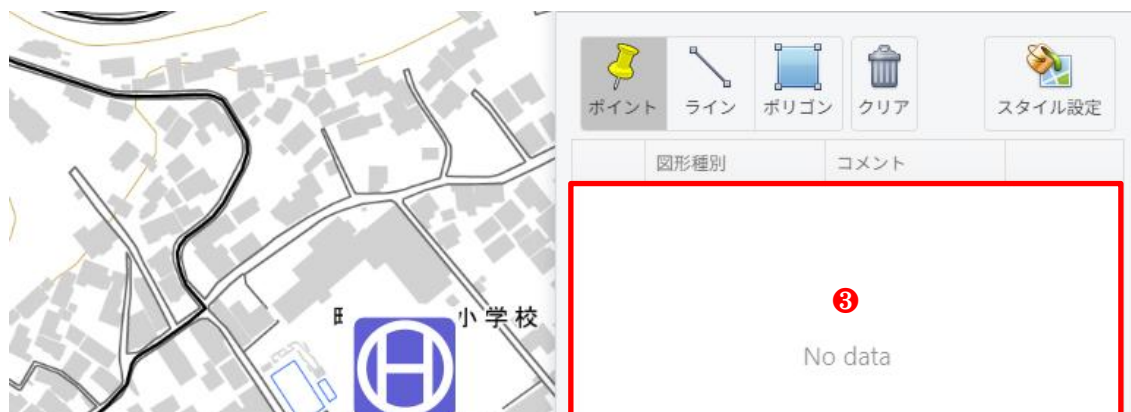 ポイント ライン ポリゴン クリア スタイル設定
図形種別 コメント
❸
No data
小学校
H